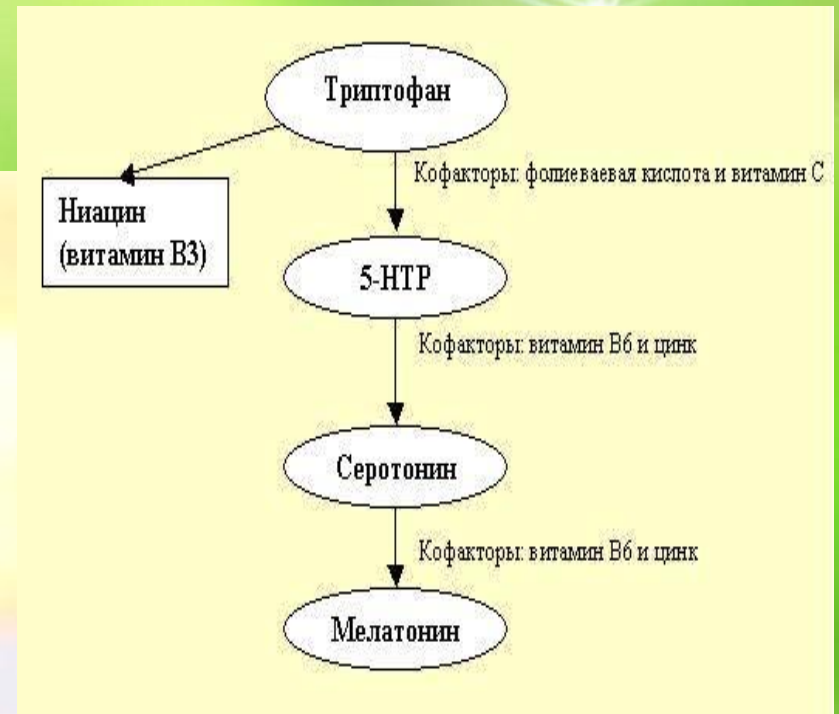 Триптофан
Кофакторы: фолиеваевая кислота и витамин С
Ниацин
(витамин В3)
5-НТР
Кофакторы: витамин В6 и цинк
Серотонин
Кофакторы: витамин В6 и цинк
Мелатонин